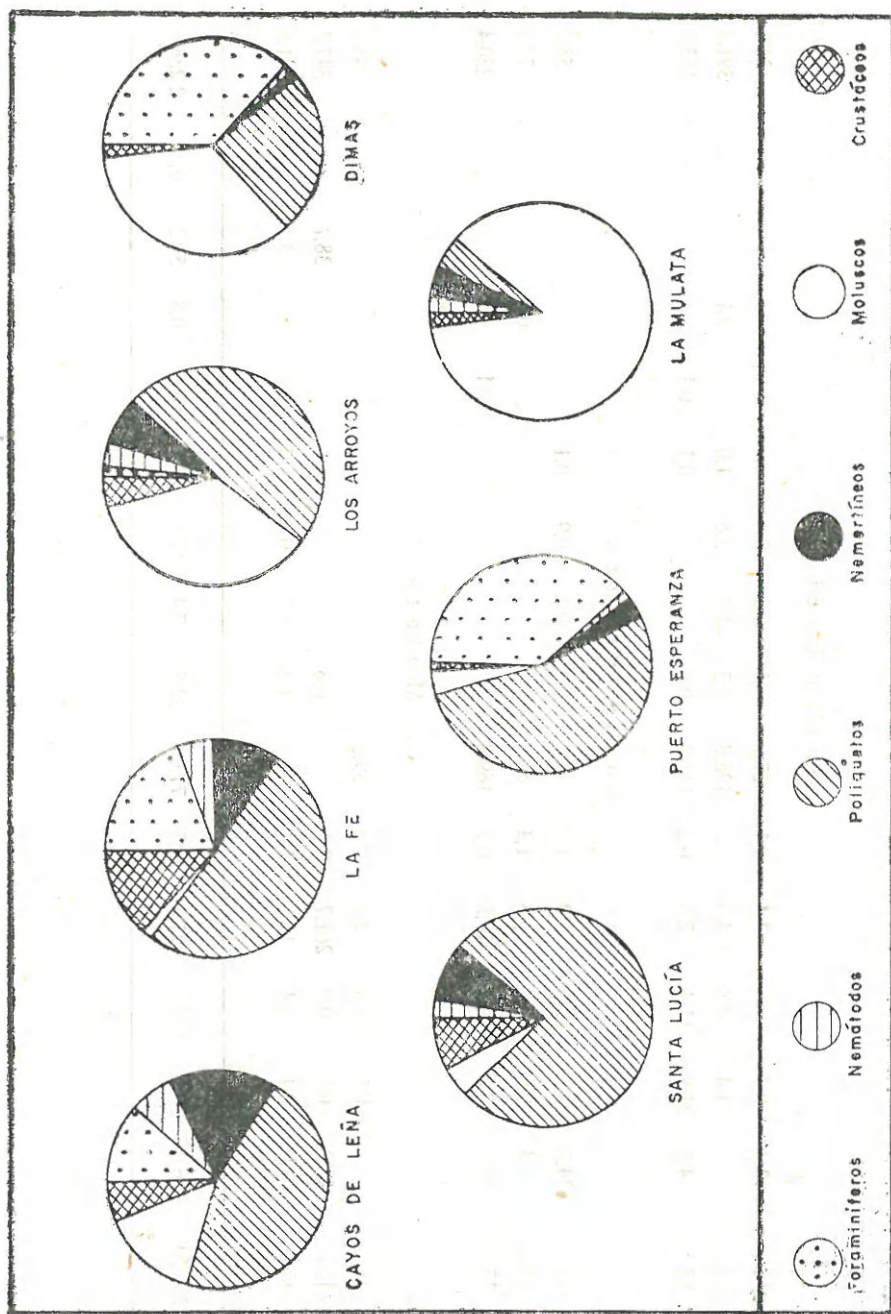 CAYOS DE LEÑA
LA FE
LOS ARROYOS
DIMAS
SANTA LUCÍA
PUERTO ESPERANZA
LA MULATA
Foraminíferos
Nemátodos
Poliquetos
Nemertíneos
Moluscos
Crustáceos